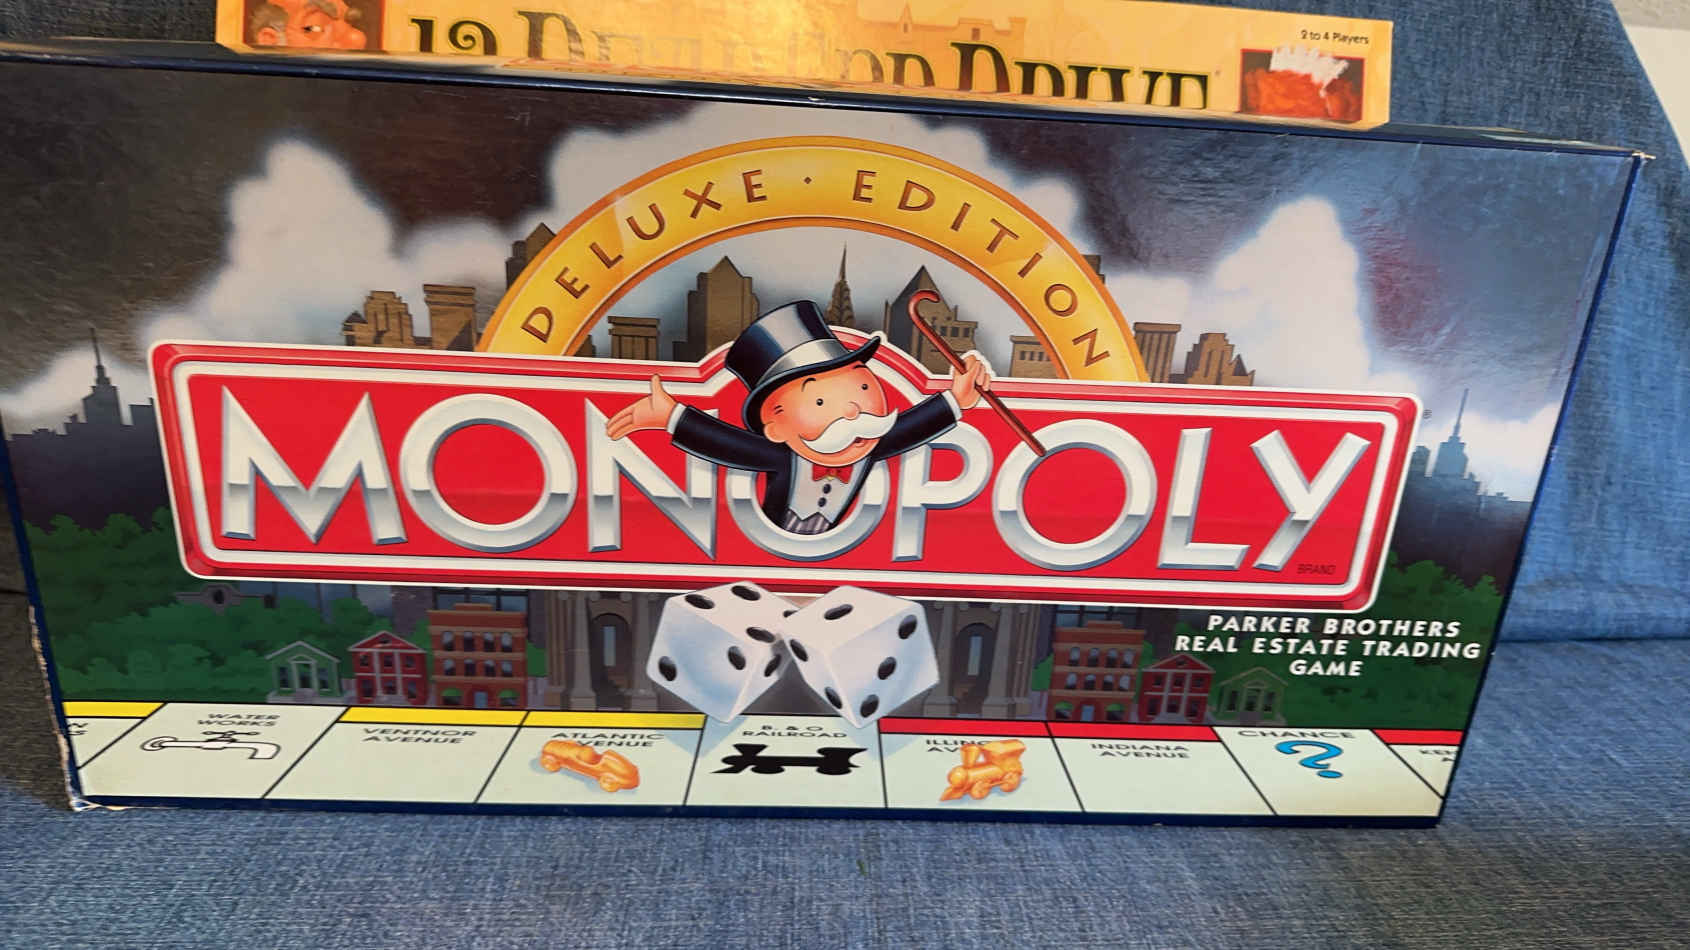 2 to 4 Players
DELUXE · EDITION
MONOPOLY
®
BRAND
PARKER BROTHERS
REAL ESTATE TRADING
GAME
WATER
WORKS
VENTNOR
AVENUE
ATLANTIC
B. & O.
RAILROAD
INDIANA
AVENUE
CHANCE
?